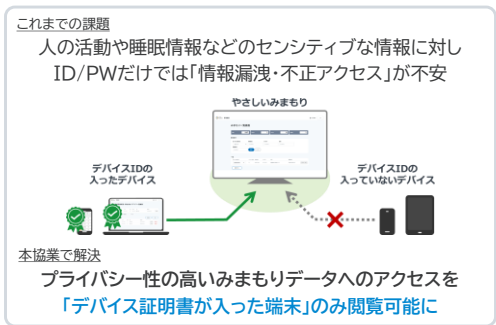 これまでの課題
人の活動や睡眠情報などのセンシティブな情報に対し
ID/PWだけでは「情報漏洩・不正アクセス」が不安
やさしいみまもり
デバイスIDの
入ったデバイス
デバイスIDの
入っていないデバイス
本協業で解決
プライバシー性の高いみまもりデータへのアクセスを
「デバイス証明書が入った端末」のみ閲覧可能に